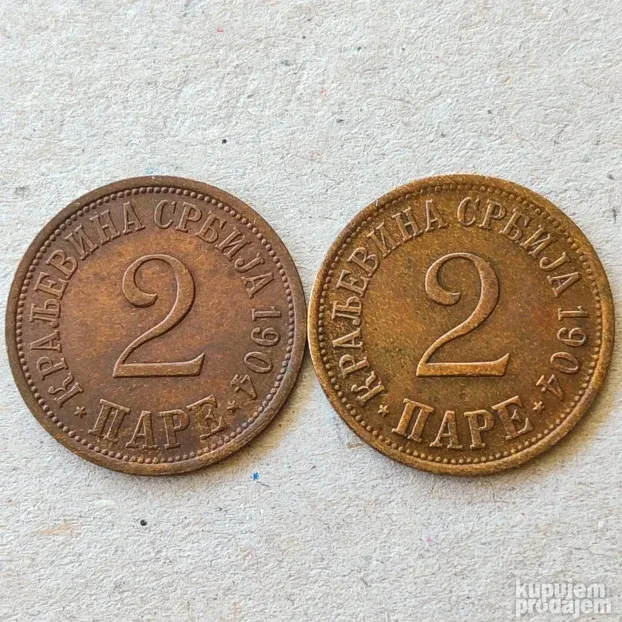 КРАЉЕВИНА СРБИЈА 1904
2
★ ПАРЕ ★
КРАЉЕВИНА СРБИЈА 1904
2
★ ПАРЕ ★
kupujem
prodajem